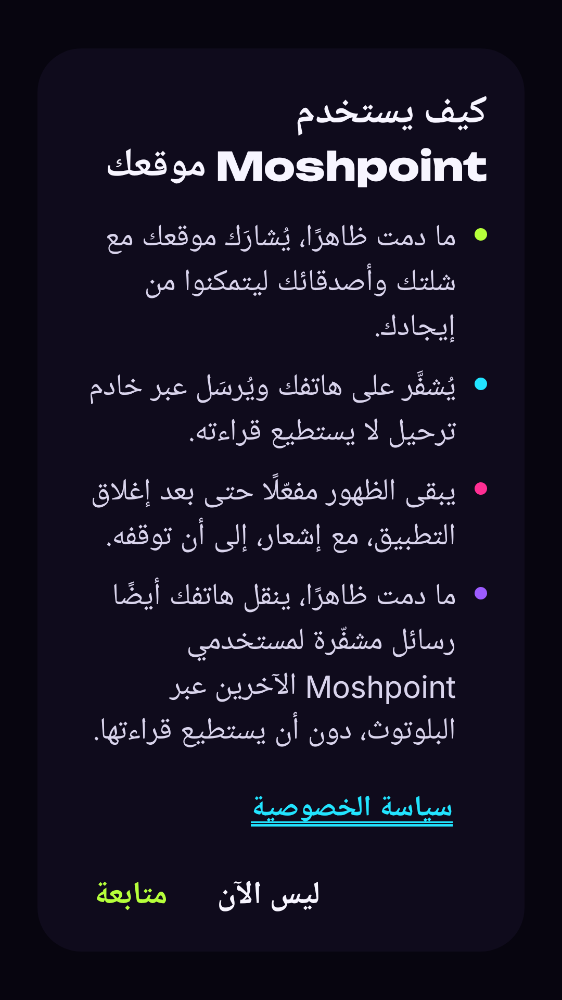 كيف يستخدم
Moshpoint موقعك
ما دمت ظاهرًا، يُشارَك موقعك مع
شلتك وأصدقائك ليتمكنوا من
إيجادك.
يُشفَّر على هاتفك ويُرسَل عبر خادم
ترحيل لا يستطيع قراءته.
يبقى الظهور مفعّلًا حتى بعد إغلاق
التطبيق، مع إشعار، إلى أن توقفه.
ما دمت ظاهرًا، ينقل هاتفك أيضًا
رسائل مشفّرة لمستخدمي
Moshpoint الآخرين عبر
البلوتوث، دون أن يستطيع قراءتها.
سياسة الخصوصية
ليس الآن
متابعة